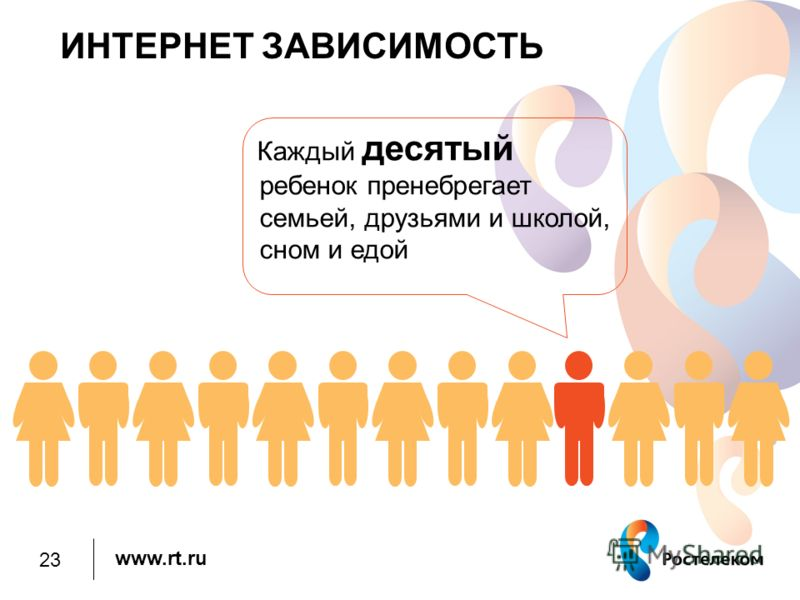 ИНТЕРНЕТ ЗАВИСИМОСТЬ
Каждый десятый
ребенок пренебрегает
семьей, друзьями и школой,
сном и едой
23
www.rt.ru
Ростелеком
MyShared